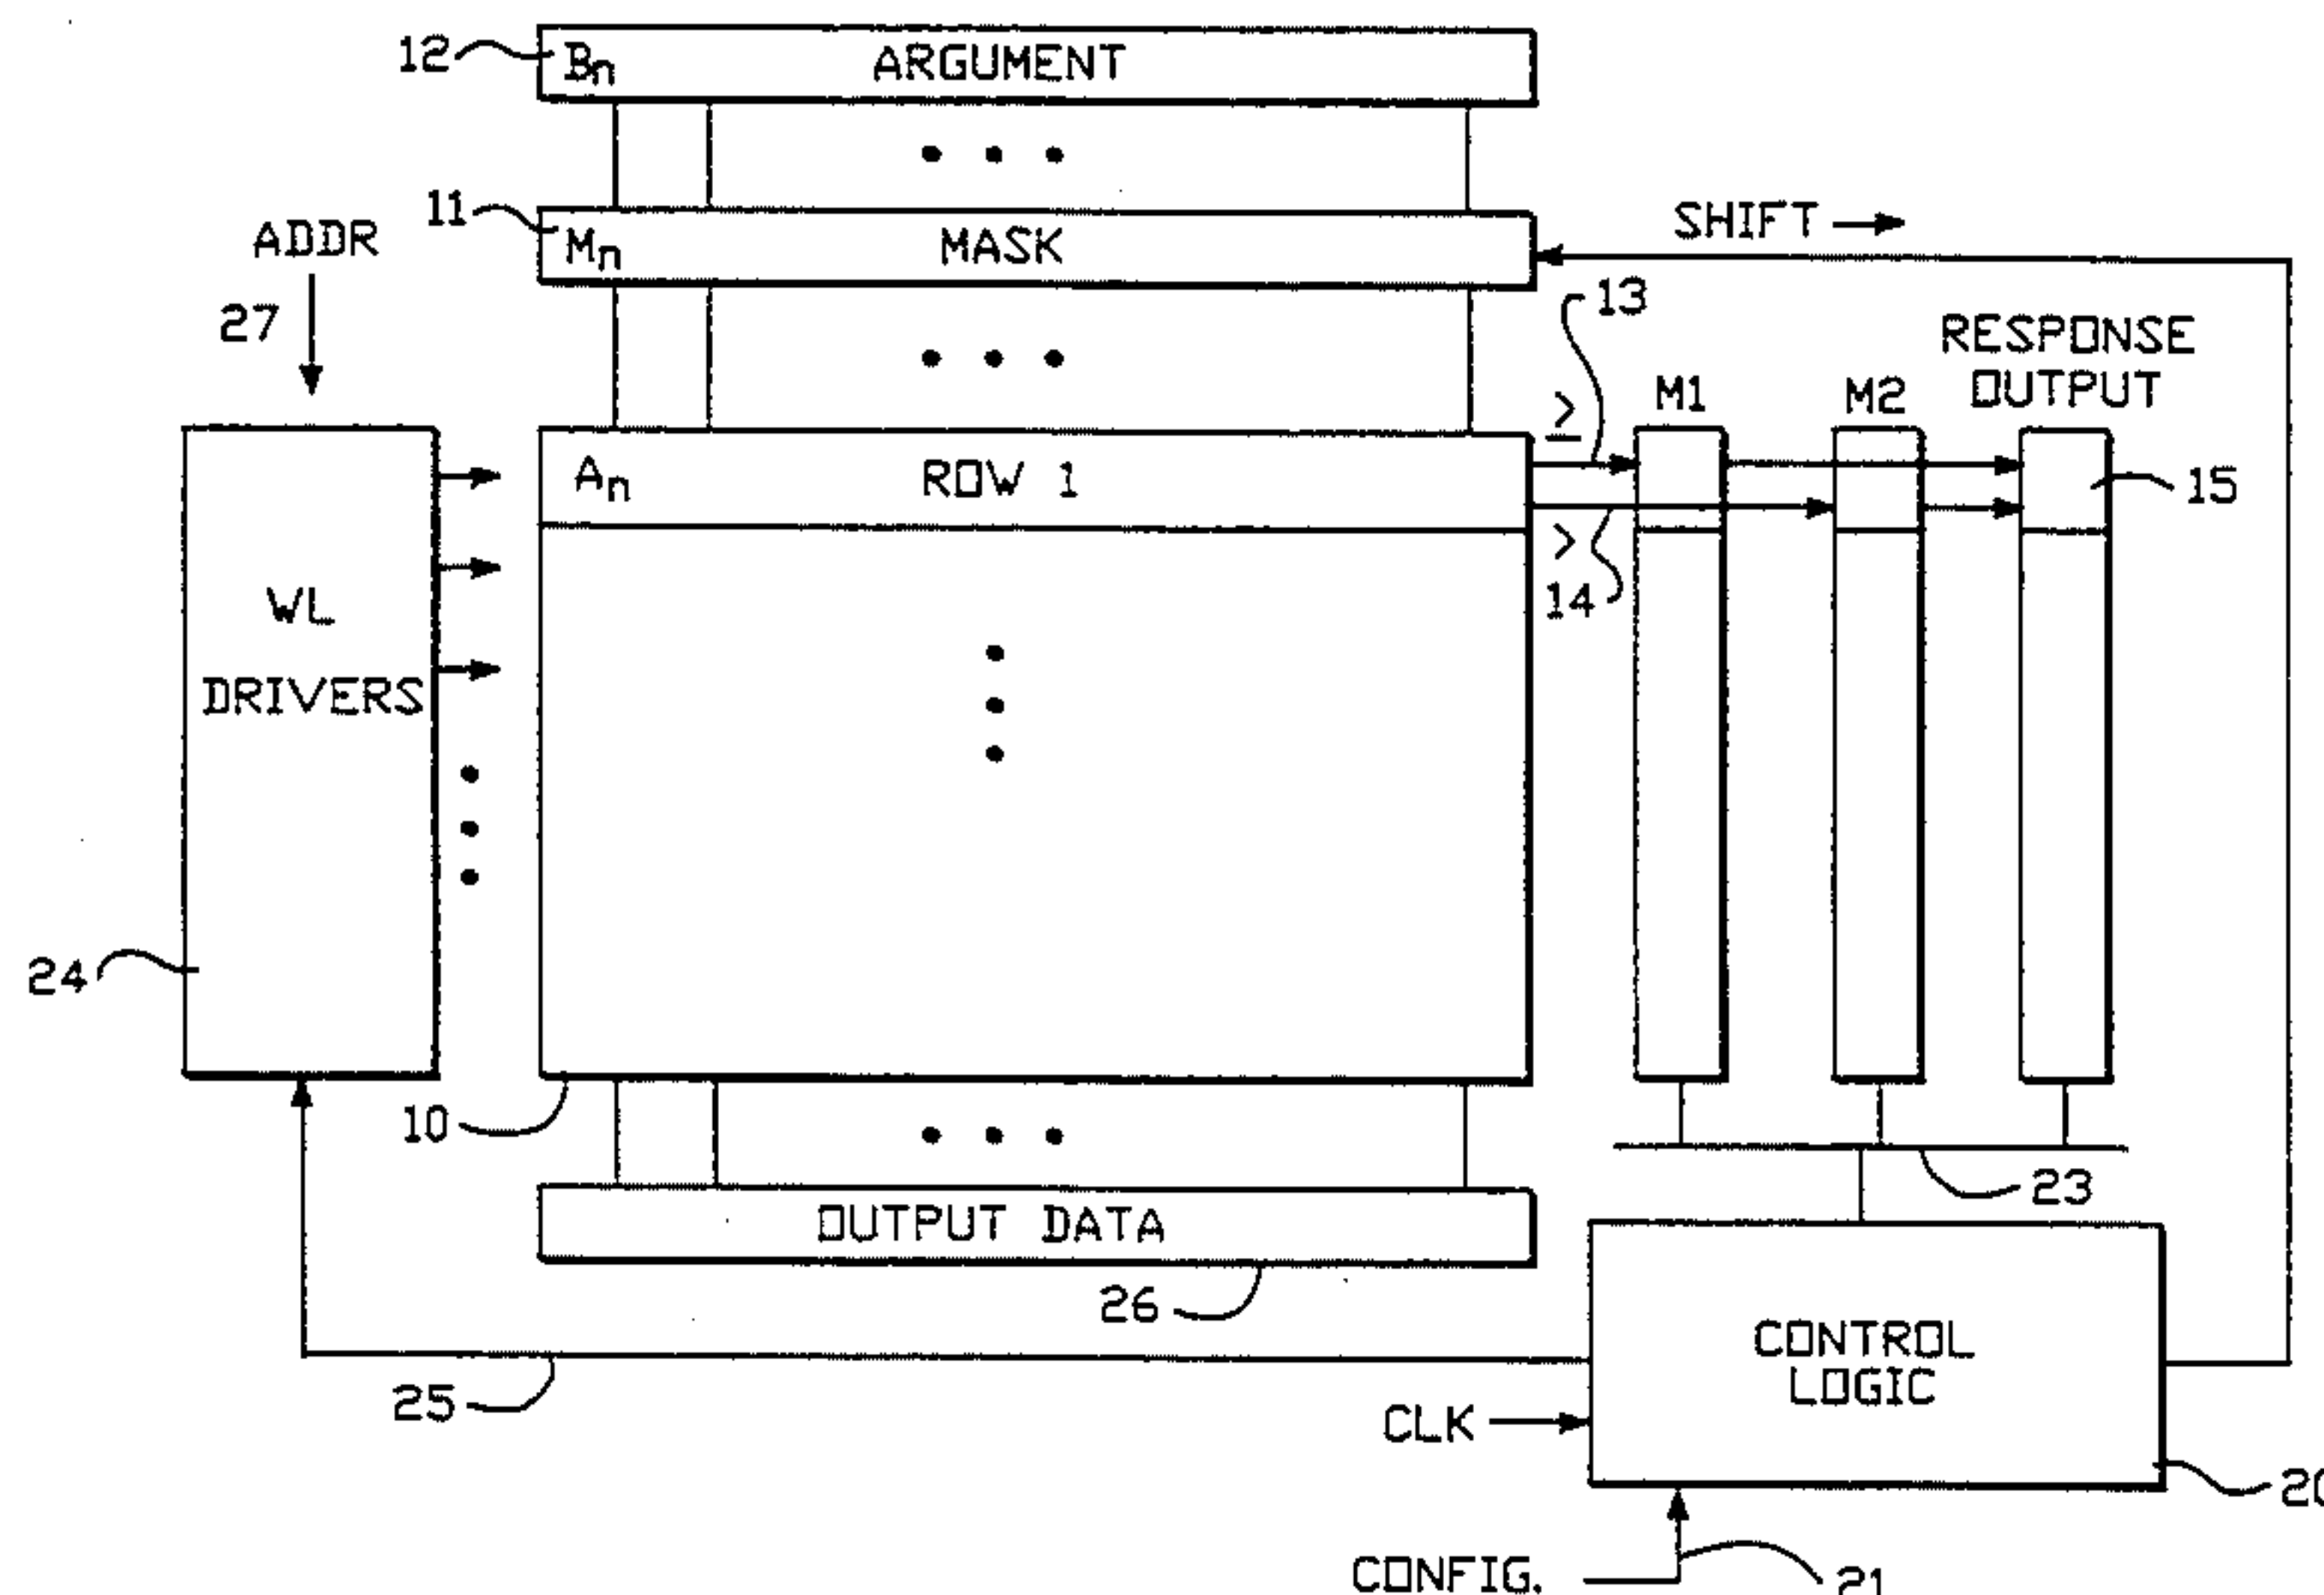 12
Bn ARGUMENT
11
Mn MASK
SHIFT
ADDR
27
13
RESPONSE
OUTPUT
M1
M2
≥
An ROW 1
15
>
14
WL
DRIVERS
24
10
23
OUTPUT DATA
26
CONTROL
LOGIC
25
CLK
20
CONFIG.
21